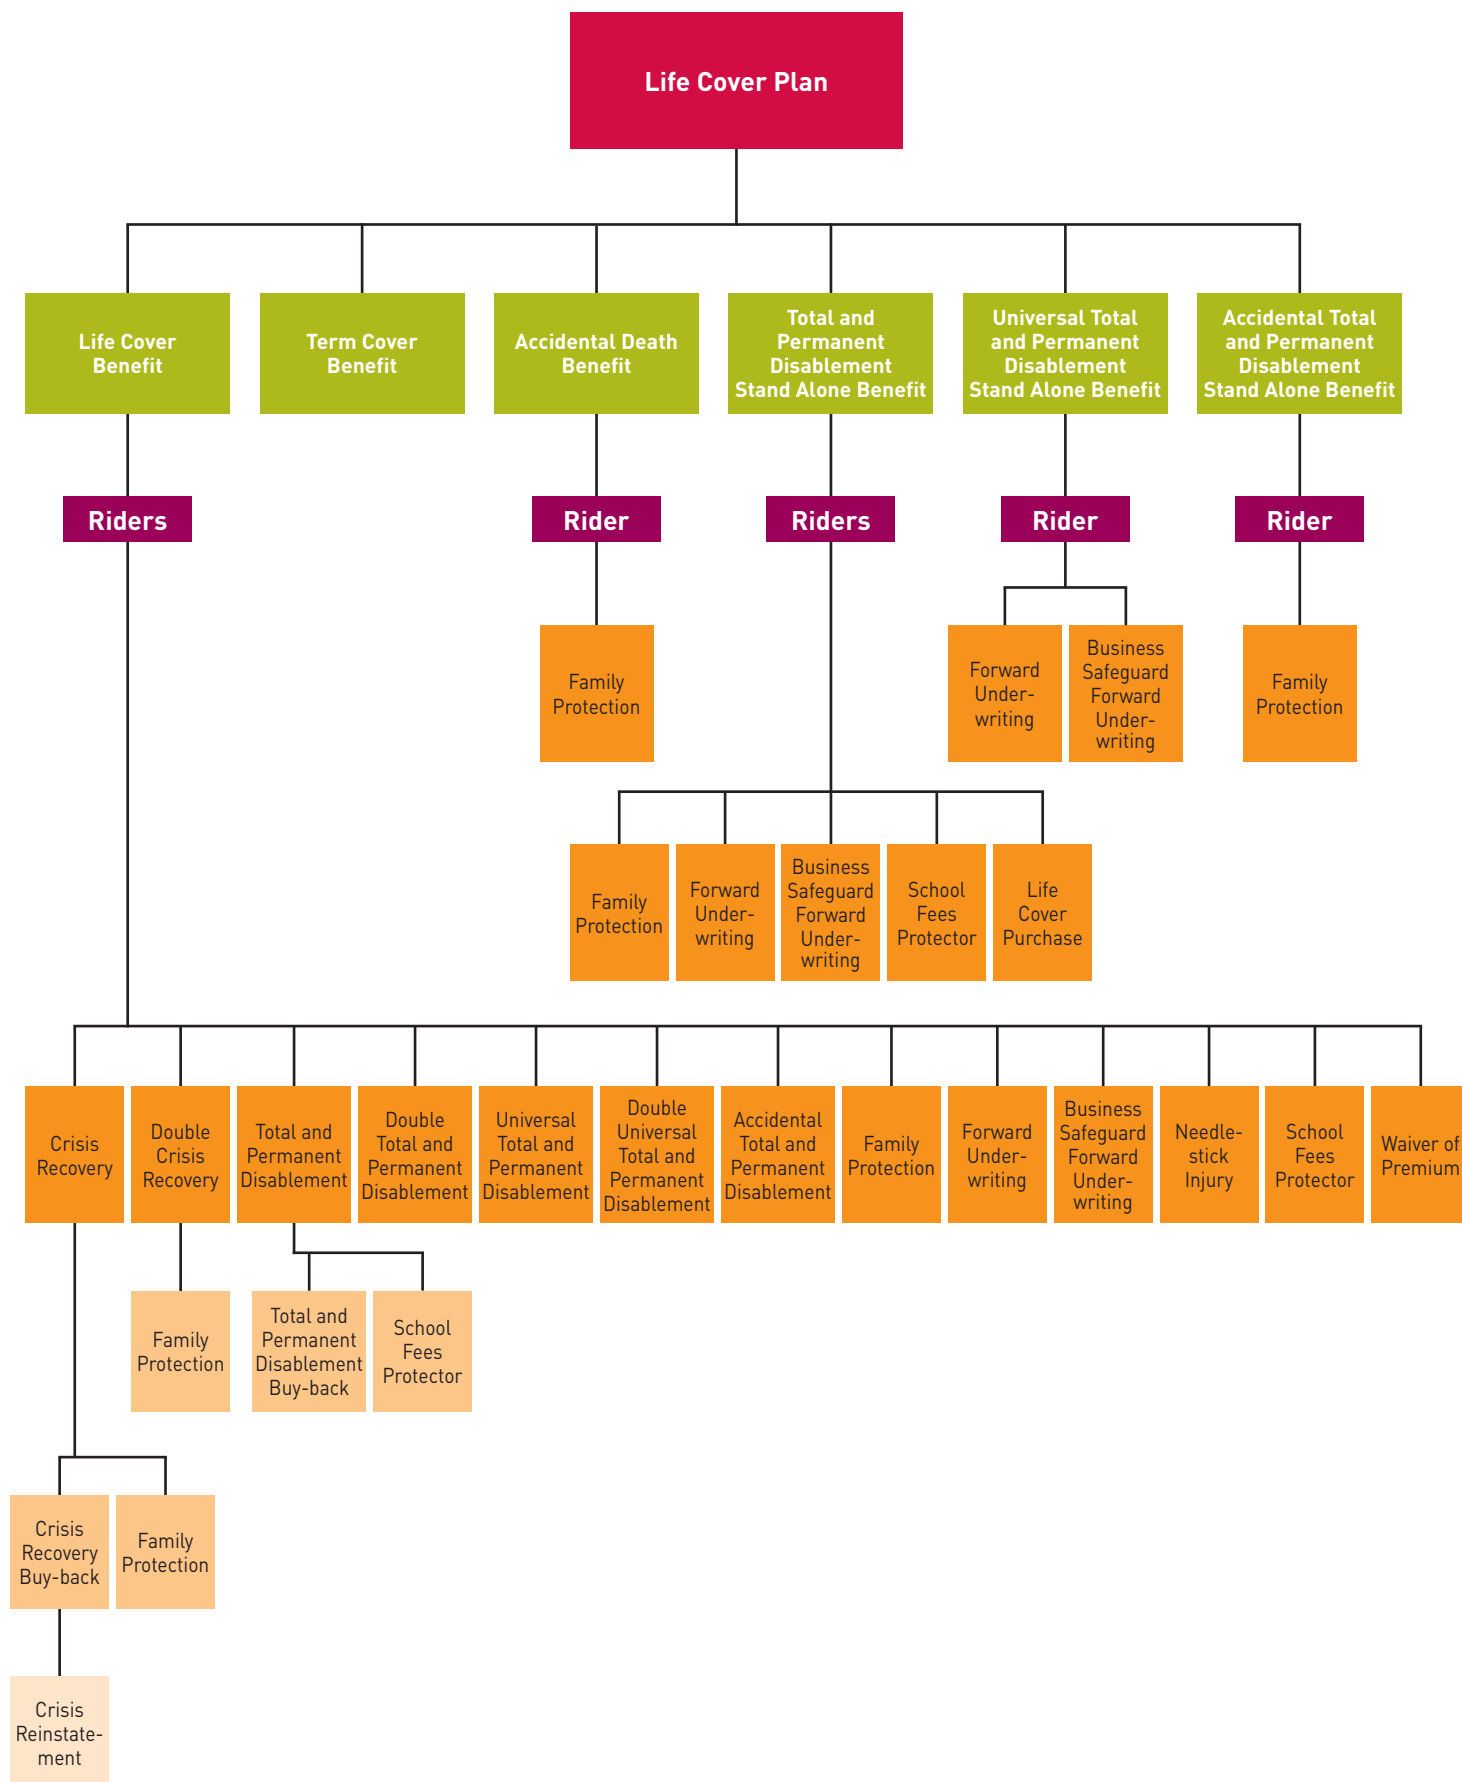 Life Cover Plan
Life Cover
Benefit
Term Cover
Benefit
Accidental Death
Benefit
Total and
Permanent
Disablement
Stand Alone Benefit
Universal Total
and Permanent
Disablement
Stand Alone Benefit
Accidental Total
and Permanent
Disablement
Stand Alone Benefit
Riders
Rider
Riders
Rider
Rider
Family
Protection
Forward
Under-
writing
Business
Safeguard
Forward
Under-
writing
Family
Protection
Family
Protection
Forward
Under-
writing
Business
Safeguard
Forward
Under-
writing
School
Fees
Protector
Life
Cover
Purchase
Crisis
Recovery
Double
Crisis
Recovery
Total and
Permanent
Disablement
Double
Total and
Permanent
Disablement
Universal
Total and
Permanent
Disablement
Double
Universal
Total and
Permanent
Disablement
Accidental
Total and
Permanent
Disablement
Family
Protection
Forward
Under-
writing
Business
Safeguard
Forward
Under-
writing
Needle-
stick
Injury
School
Fees
Protector
Waiver of
Premium
Family
Protection
Total and
Permanent
Disablement
Buy-back
School
Fees
Protector
Crisis
Recovery
Buy-back
Family
Protection
Crisis
Reinstate-
ment